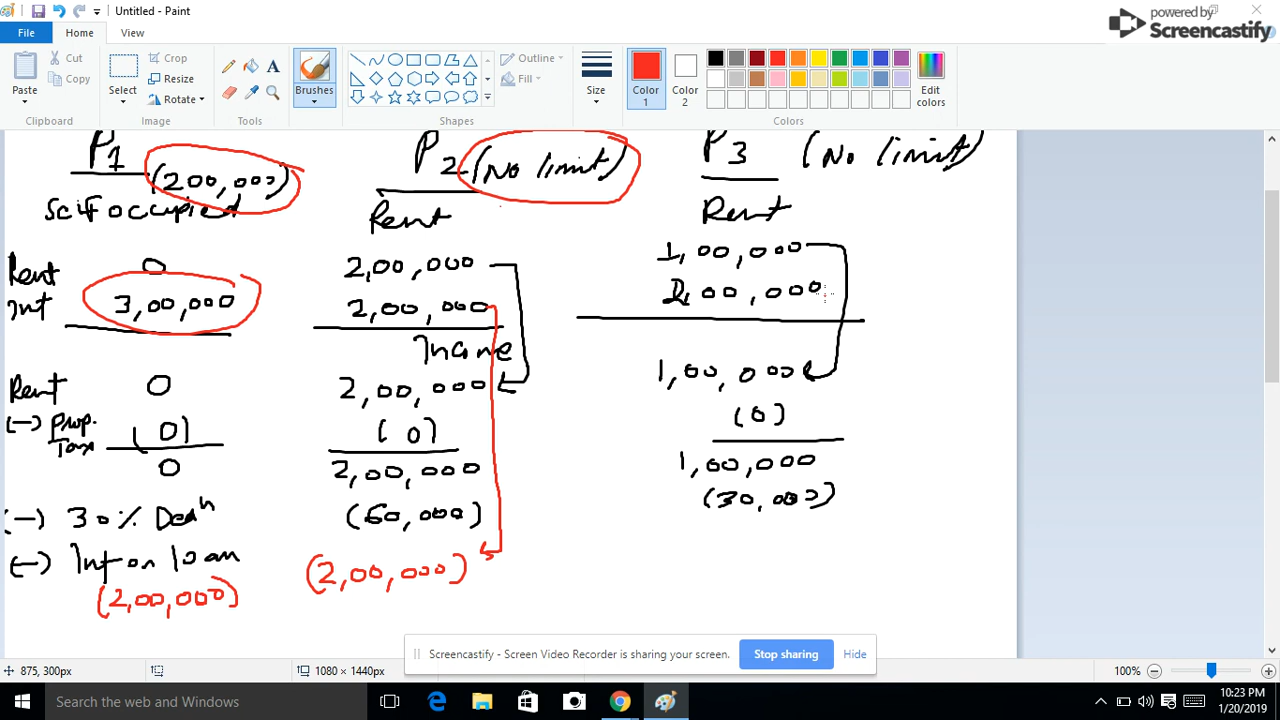 Untitled - Paint
powered by
Screencastify
File Home View
Cut
Copy
Paste
Clipboard
Select
Crop
Resize
Rotate
Image
Tools
Brushes
Outline
Fill
Shapes
Size
Color 1
Color 2
Edit colors
Colors
P1 (200,000)
Self occupied
P2 (No limit)
Rent
P3 (No limit)
Rent
Rent 0 2,00,000 1,00,000
Int 3,00,000 2,00,000 2,00,000
Income
Rent 0 2,00,000 1,00,000
(-) Prop. Tax (0) (0) (0)
0 2,00,000 1,00,000
(-) 30% Dedn (60,000) (30,000)
(-) Int on loan
(2,00,000) (2,00,000)
Screencastify - Screen Video Recorder is sharing your screen. Stop sharing Hide
875, 300px
1080 × 1440px
100%
Search the web and Windows
10:23 PM
1/20/2019